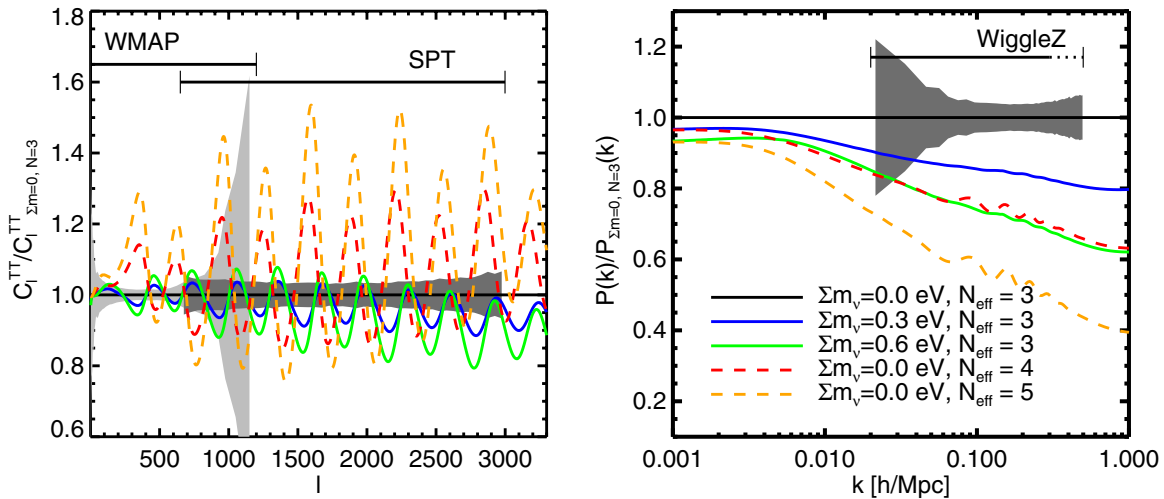 1.8
1.6
1.4
1.2
1.0
0.8
0.6
C_l^TT/C_l^TT Σm=0, N=3
WMAP
SPT
500 1000 1500 2000 2500 3000
l
1.2
1.0
0.8
0.6
0.4
0.2
P(k)/P_Σm=0, N=3(k)
WiggleZ
Σm_ν=0.0 eV, N_eff = 3
Σm_ν=0.3 eV, N_eff = 3
Σm_ν=0.6 eV, N_eff = 3
Σm_ν=0.0 eV, N_eff = 4
Σm_ν=0.0 eV, N_eff = 5
0.001 0.010 0.100 1.000
k [h/Mpc]